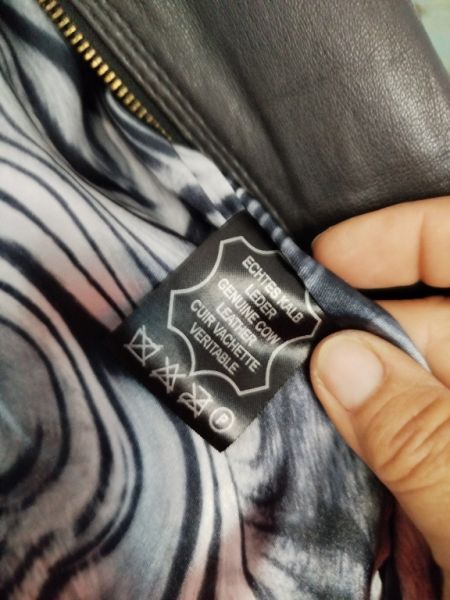 ECHTES KALB
LEDER
GENUINE COW
LEATHER
CUIR VACHETTE
VERITABLE
P